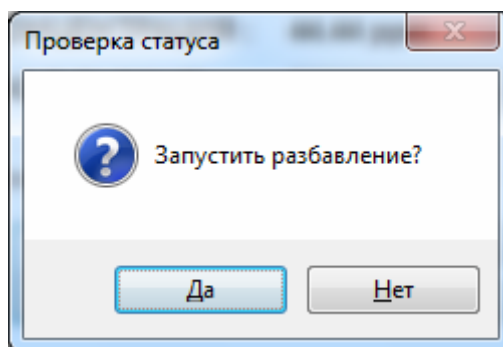 Проверка статуса
Запустить разбавление?
Да
Нет